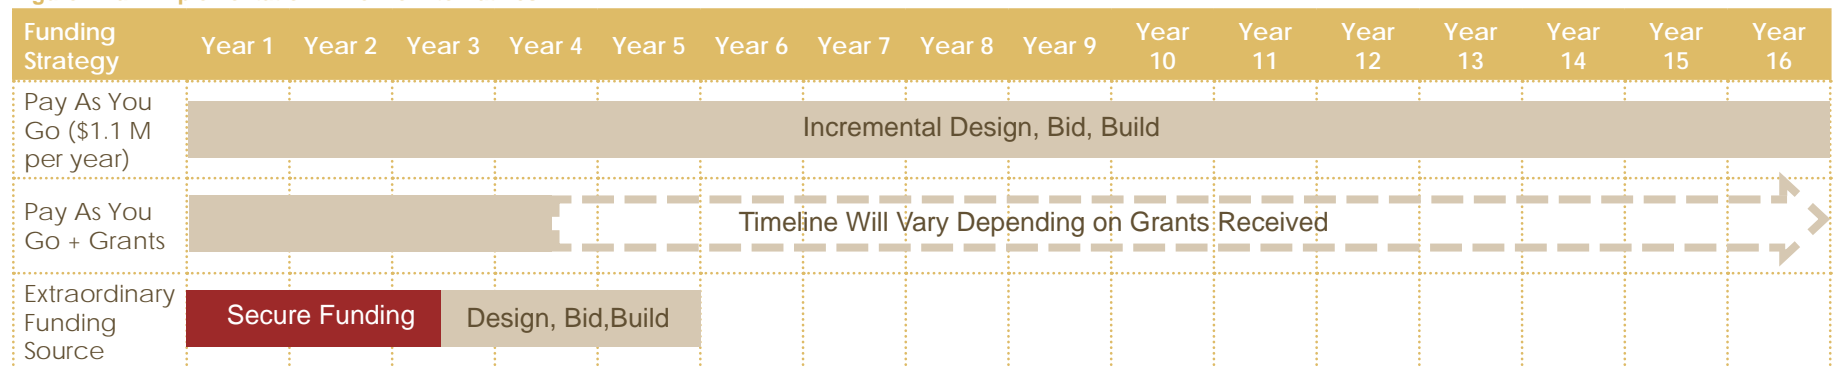 Funding
Strategy
Year 1 Year 2 Year 3 Year 4 Year 5 Year 6 Year 7 Year 8 Year 9 Year 10 Year 11 Year 12 Year 13 Year 14 Year 15 Year 16
Pay As You
Go ($1.1 M
per year)
Incremental Design, Bid, Build
Pay As You
Go + Grants
Timeline Will Vary Depending on Grants Received
Extraordinary
Funding
Source
Secure Funding
Design, Bid,Build